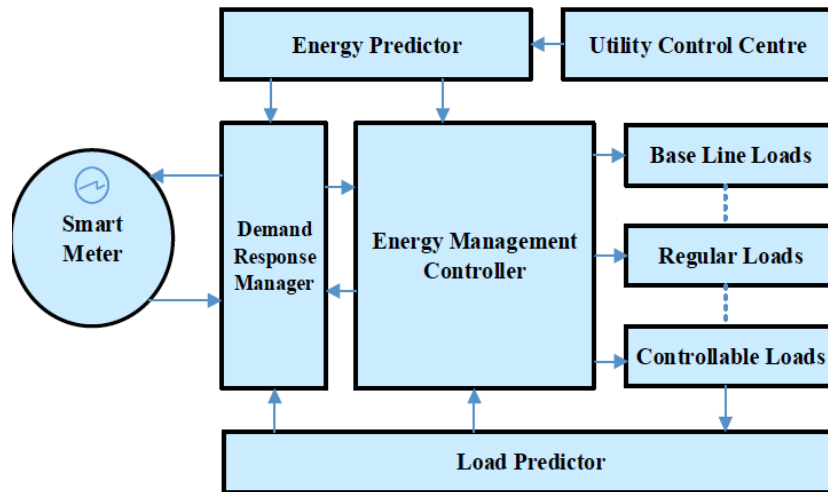 Energy Predictor
Utility Control Centre
Smart
Meter
Demand
Response
Manager
Energy Management
Controller
Base Line Loads
Regular Loads
Controllable Loads
Load Predictor